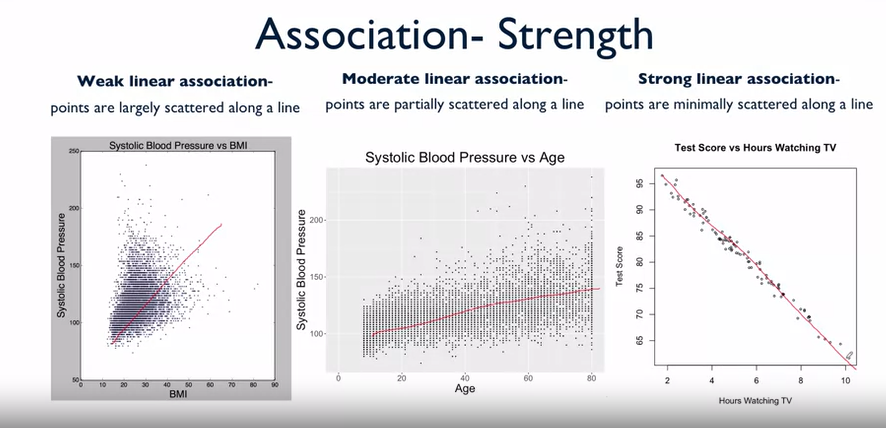 Association- Strength
Weak linear association-
points are largely scattered along a line
Moderate linear association-
points are partially scattered along a line
Strong linear association-
points are minimally scattered along a line
Systolic Blood Pressure vs BMI
Systolic Blood Pressure
250
200
150
100
50
0 10 20 30 40 50 60 70 80 90
BMI
Systolic Blood Pressure vs Age
Systolic Blood Pressure
200
150
100
0 20 40 60 80
Age
Test Score vs Hours Watching TV
Test Score
95
90
85
80
75
70
65
2 4 6 8 10
Hours Watching TV